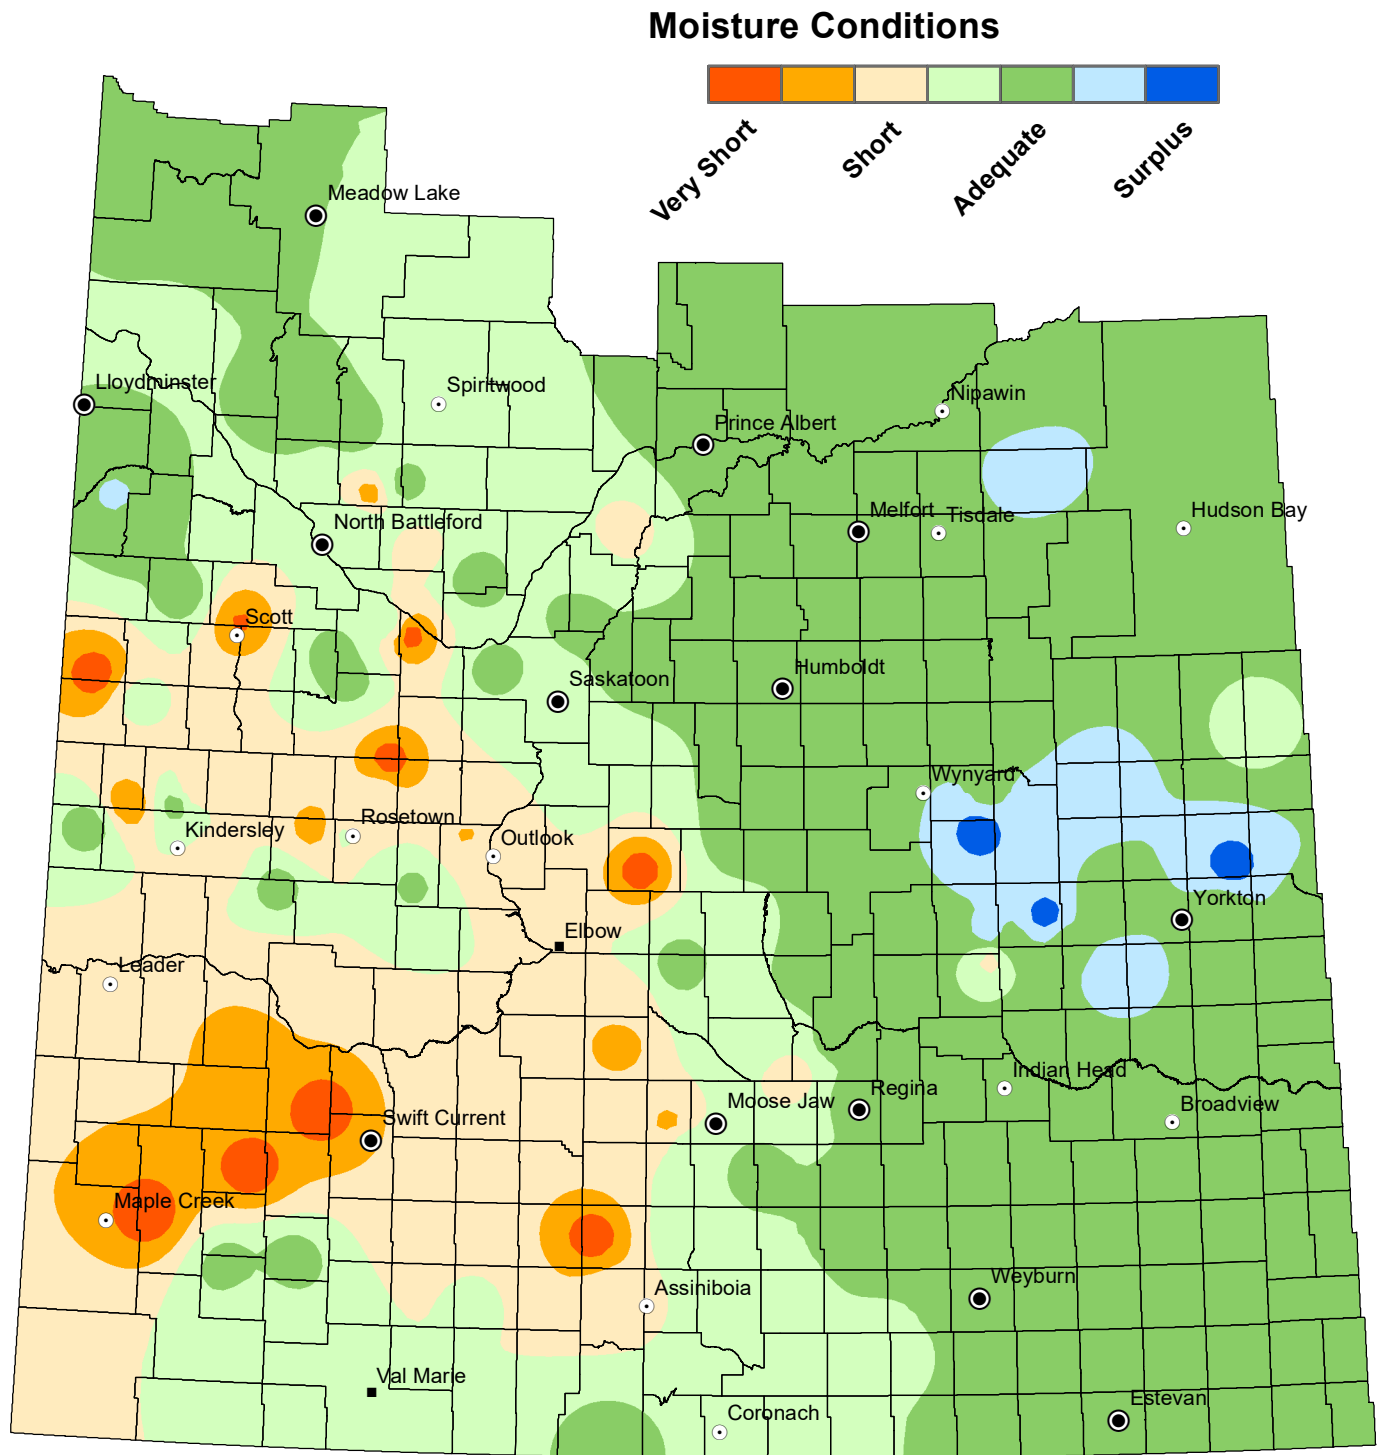 Moisture Conditions
Very Short
Short
Adequate
Surplus
Meadow Lake
Lloydminster
Spiritwood
Nipawin
Prince Albert
North Battleford
Melfort
Tisdale
Hudson Bay
Scott
Saskatoon
Humboldt
Wynyard
Kindersley
Rosetown
Outlook
Yorkton
Elbow
Leader
Indian Head
Swift Current
Moose Jaw
Regina
Broadview
Maple Creek
Assiniboia
Weyburn
Val Marie
Coronach
Estevan